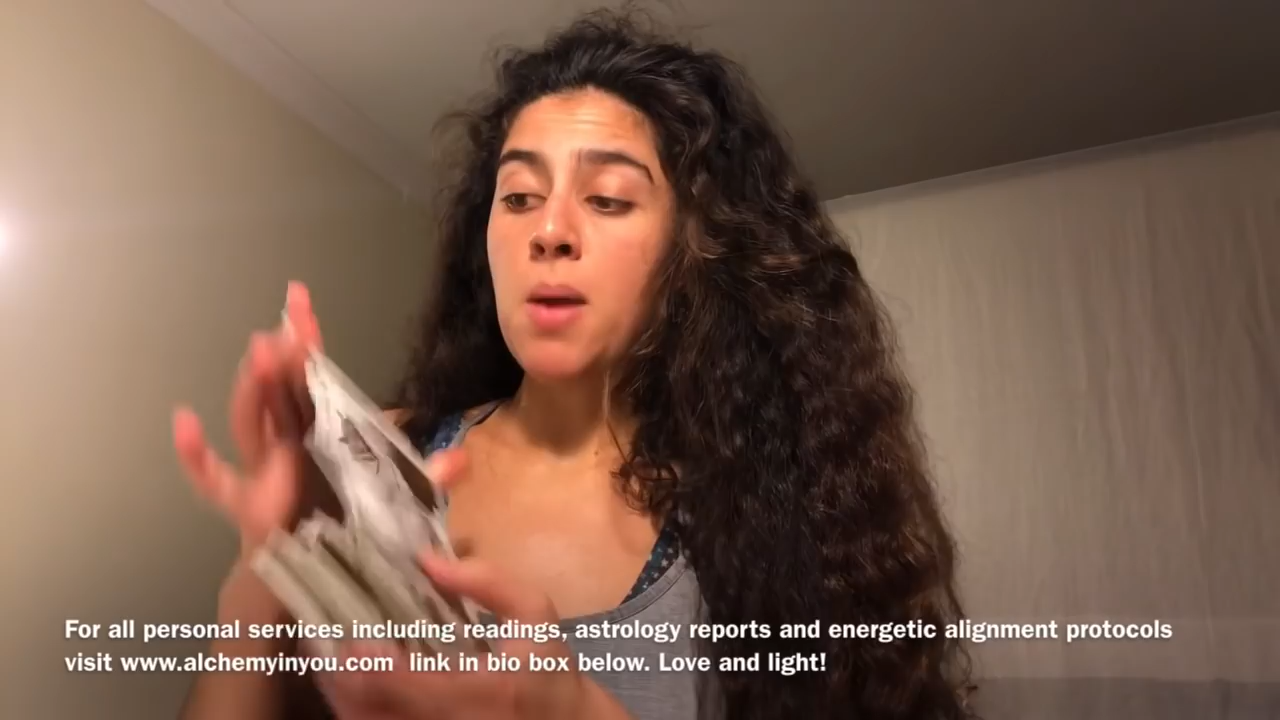 For all personal services including readings, astrology reports and energetic alignment protocols
visit www.alchemyinyou.com link in bio box below. Love and light!